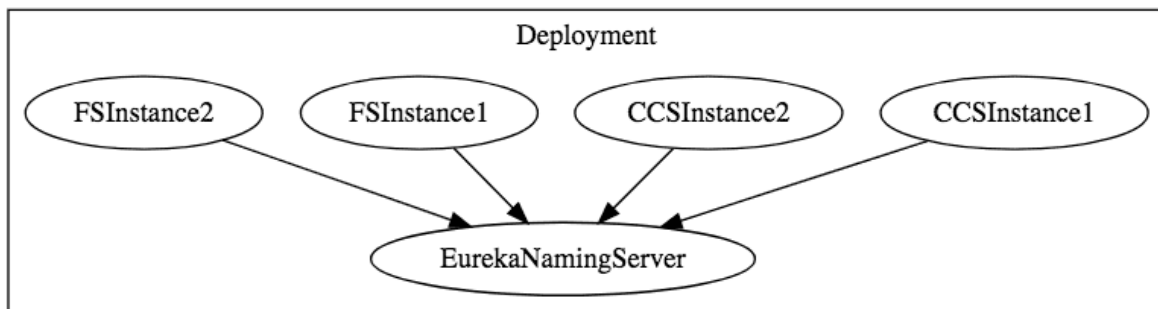 Deployment
FSInstance2
FSInstance1
CCSInstance2
CCSInstance1
EurekaNamingServer